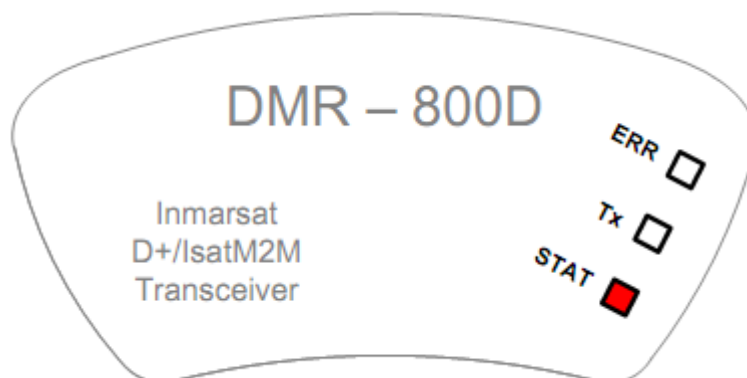 DMR – 800D
ERR
Tx
STAT
Inmarsat
D+/IsatM2M
Transceiver